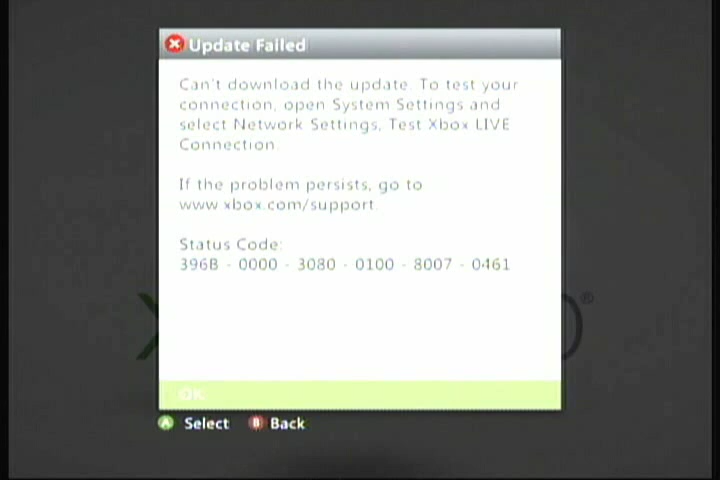 Update Failed
Can't download the update. To test your
connection, open System Settings and
select Network Settings, Test Xbox LIVE
Connection.
If the problem persists, go to
www.xbox.com/support.
Status Code:
396B - 0000 - 3080 - 0100 - 8007 - 0461
X
®
OK
A Select B Back